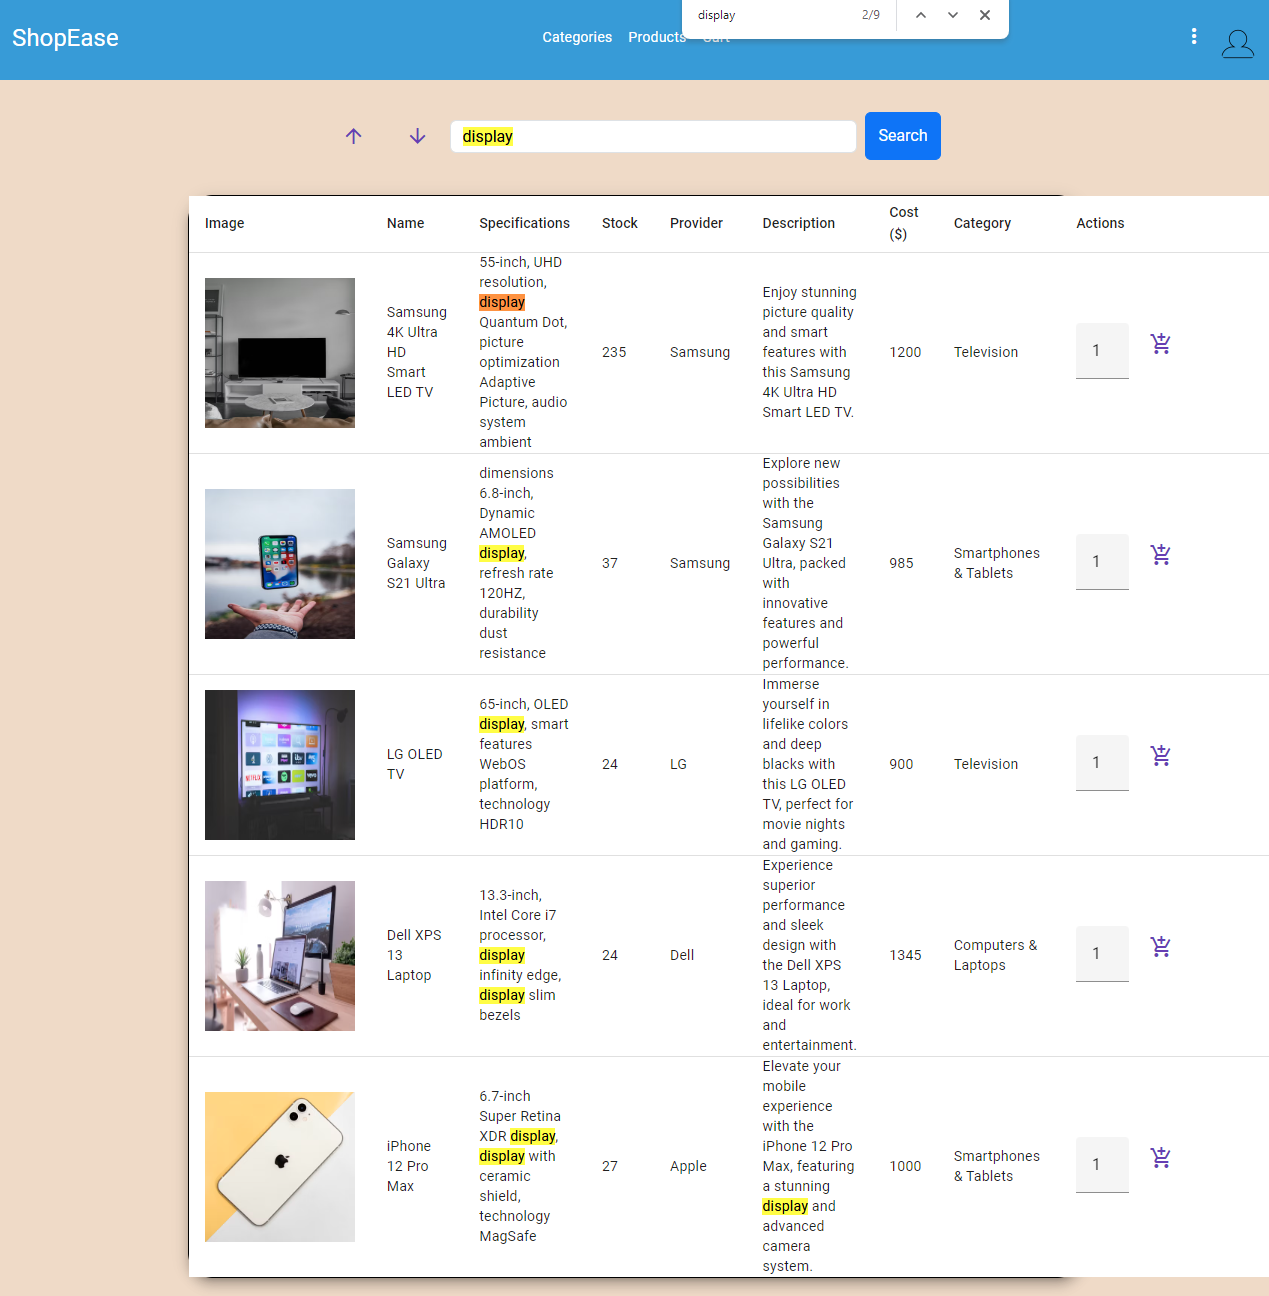 display 2/9
ShopEase
Categories Products Cart
display Search
Image Name Specifications Stock Provider Description Cost ($) Category Actions
Samsung
4K Ultra
HD
Smart
LED TV
55-inch, UHD
resolution,
display
Quantum Dot,
picture
optimization
Adaptive
Picture, audio
system
ambient
235
Samsung
Enjoy stunning
picture quality
and smart
features with
this Samsung
4K Ultra HD
Smart LED TV.
1200
Television
1
Samsung
Galaxy
S21 Ultra
dimensions
6.8-inch,
Dynamic
AMOLED
display,
refresh rate
120HZ,
durability
dust
resistance
37
Samsung
Explore new
possibilities
with the
Samsung
Galaxy S21
Ultra, packed
with
innovative
features and
powerful
performance.
985
Smartphones
& Tablets
1
LG OLED
TV
65-inch, OLED
display, smart
features
WebOS
platform,
technology
HDR10
24
LG
Immerse
yourself in
lifelike colors
and deep
blacks with
this LG OLED
TV, perfect for
movie nights
and gaming.
900
Television
1
Dell XPS
13
Laptop
13.3-inch,
Intel Core i7
processor,
display
infinity edge,
display slim
bezels
24
Dell
Experience
superior
performance
and sleek
design with
the Dell XPS
13 Laptop,
ideal for work
and
entertainment.
1345
Computers &
Laptops
1
iPhone
12 Pro
Max
6.7-inch
Super Retina
XDR display,
display with
ceramic
shield,
technology
MagSafe
27
Apple
Elevate your
mobile
experience
with the
iPhone 12 Pro
Max, featuring
a stunning
display and
advanced
camera
system.
1000
Smartphones
& Tablets
1